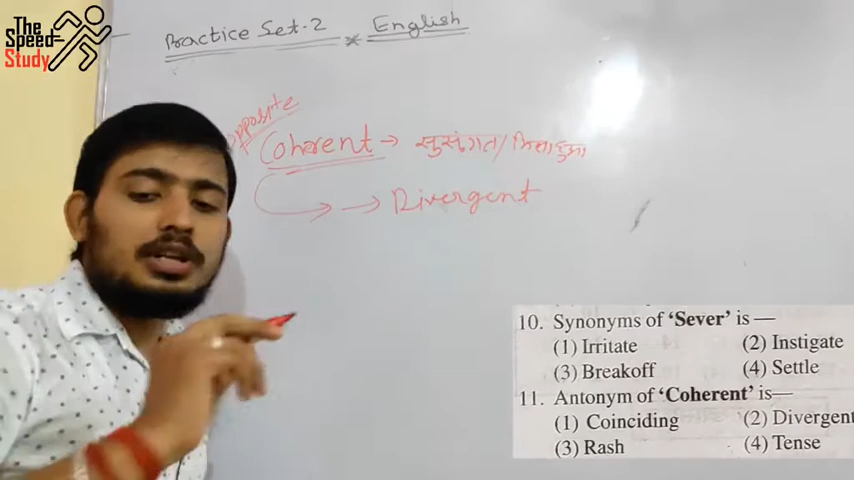 The
Speed
Study
Practice Set-2 * English
opposite
Coherent → सुसंगत/मिला हुआ
→ Divergent
10. Synonyms of ‘Sever’ is —
(1) Irritate (2) Instigate
(3) Breakoff (4) Settle
11. Antonym of ‘Coherent’ is—
(1) Coinciding (2) Divergent
(3) Rash (4) Tense